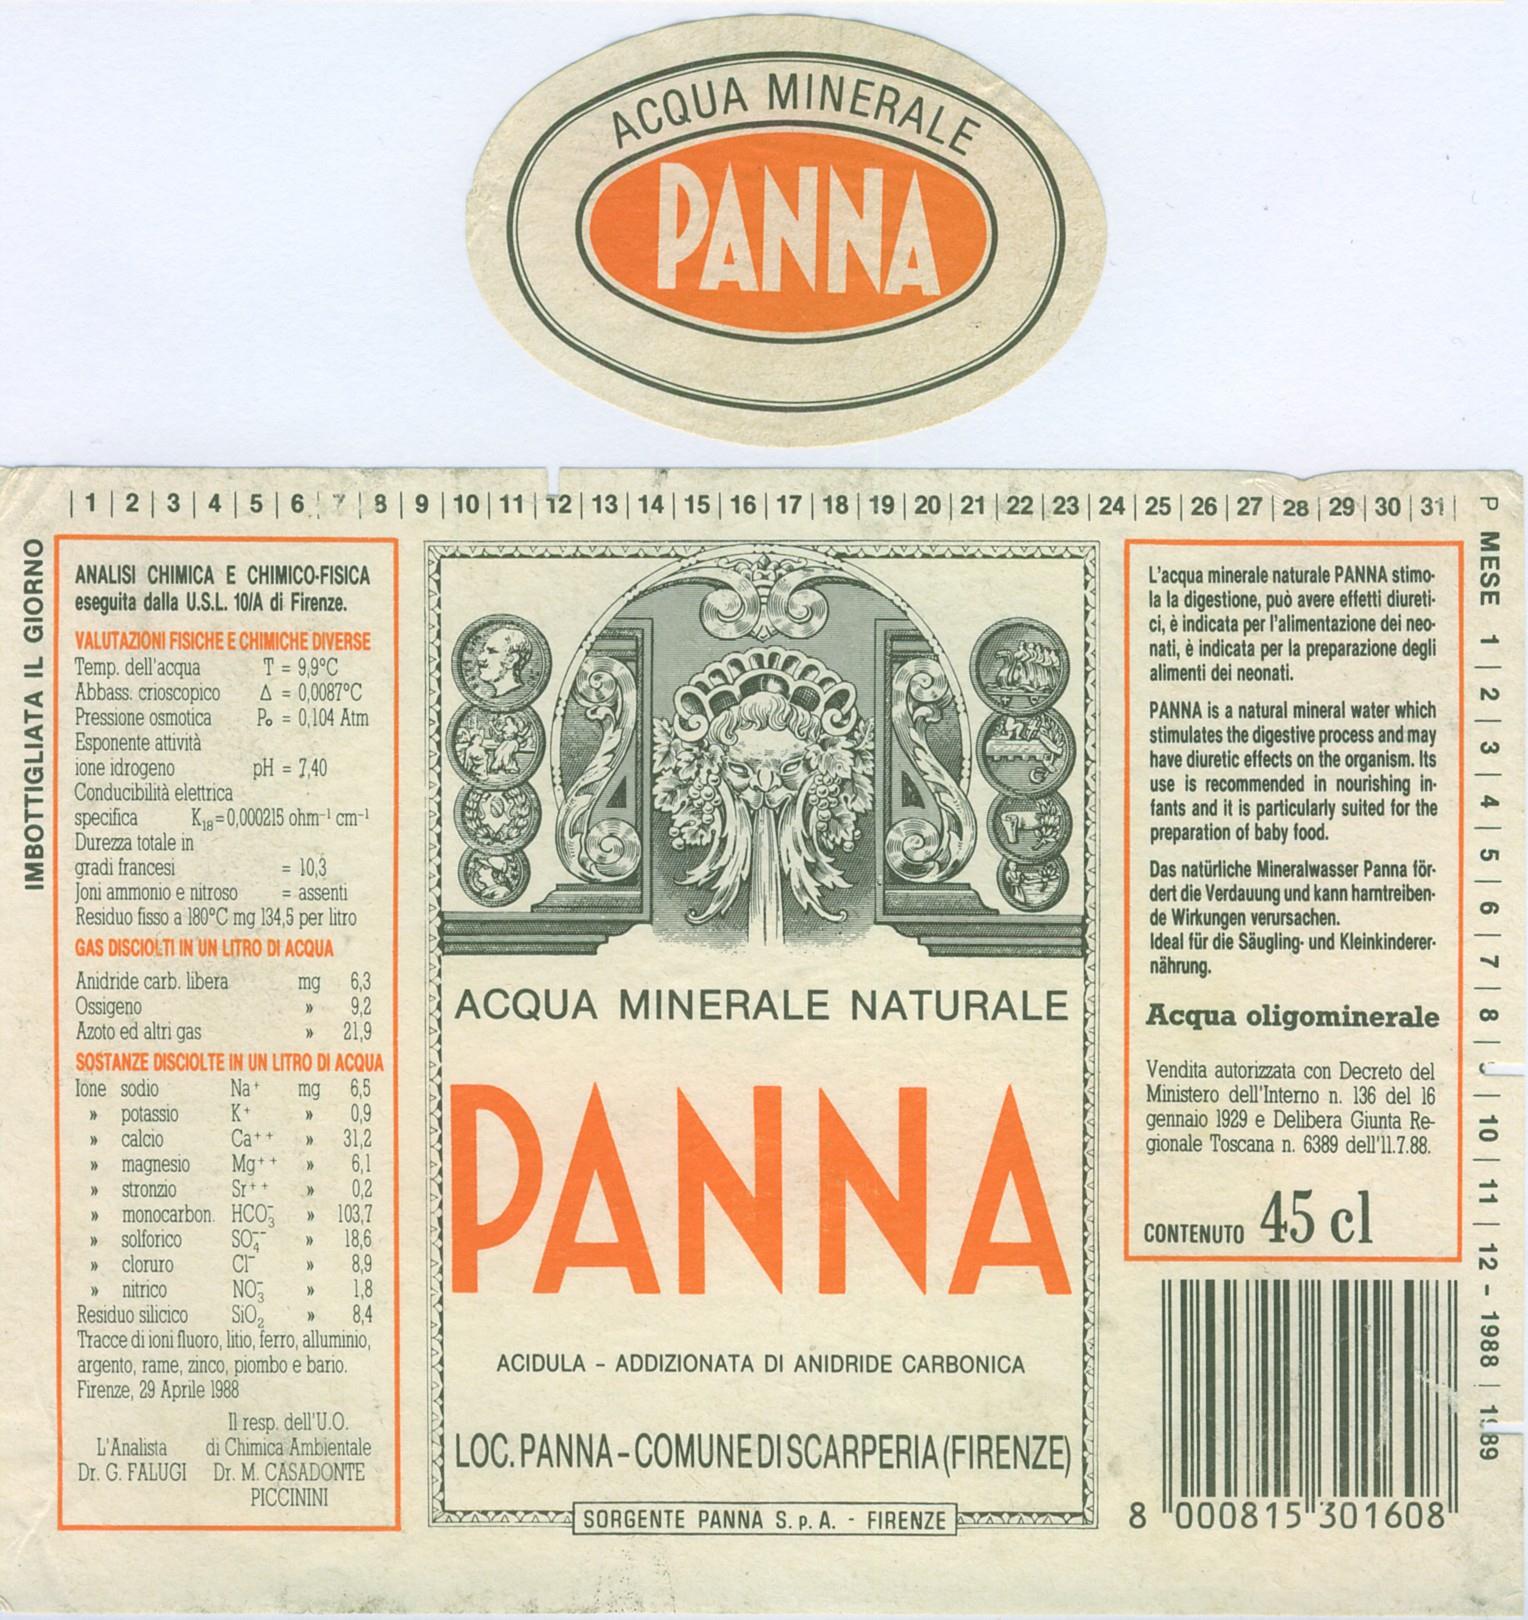 ACQUA MINERALE
PANNA
| 1 | 2 | 3 | 4 | 5 | 6 | 7 | 8 | 9 | 10 | 11 | 12 | 13 | 14 | 15 | 16 | 17 | 18 | 19 | 20 | 21 | 22 | 23 | 24 | 25 | 26 | 27 | 28 | 29 | 30 | 31 |
IMBOTTIGLIATA IL GIORNO
ANALISI CHIMICA E CHIMICO-FISICA
eseguita dalla U.S.L. 10/A di Firenze.
VALUTAZIONI FISICHE E CHIMICHE DIVERSE
Temp. dell'acqua T = 9,9°C
Abbass. crioscopico Δ = 0,0087°C
Pressione osmotica Pₒ = 0,104 Atm
Esponente attività
ione idrogeno pH = 7,40
Conducibilità elettrica
specifica K₁₈=0,000215 ohm⁻¹ cm⁻¹
Durezza totale in
gradi francesi = 10,3
Joni ammonio e nitroso = assenti
Residuo fisso a 180°C mg 134,5 per litro
GAS DISCIOLTI IN UN LITRO DI ACQUA
Anidride carb. libera mg 6,3
Ossigeno » 9,2
Azoto ed altri gas » 21,9
SOSTANZE DISCIOLTE IN UN LITRO DI ACQUA
Ione sodio Na⁺ mg 6,5
» potassio K⁺ » 0,9
» calcio Ca⁺⁺ » 31,2
» magnesio Mg⁺⁺ » 6,1
» stronzio Sr⁺⁺ » 0,2
» monocarbon. HCO₃⁻ » 103,7
» solforico SO₄⁻⁻ » 18,6
» cloruro Cl⁻ » 8,9
» nitrico NO₃⁻ » 1,8
Residuo silicico SiO₂ » 8,4
Tracce di ioni fluoro, litio, ferro, alluminio,
argento, rame, zinco, piombo e bario.
Firenze, 29 Aprile 1988
Il resp. dell'U.O.
L'Analista di Chimica Ambientale
Dr. G. FALUGI Dr. M. CASADONTE
PICCININI
ACQUA MINERALE NATURALE
PANNA
ACIDULA - ADDIZIONATA DI ANIDRIDE CARBONICA
LOC. PANNA - COMUNE DI SCARPERIA (FIRENZE)
SORGENTE PANNA S.p.A. - FIRENZE
L'acqua minerale naturale PANNA stimo-
la la digestione, può avere effetti diureti-
ci, è indicata per l'alimentazione dei neo-
nati, è indicata per la preparazione degli
alimenti dei neonati.
PANNA is a natural mineral water which
stimulates the digestive process and may
have diuretic effects on the organism. Its
use is recommended in nourishing in-
fants and it is particularly suited for the
preparation of baby food.
Das natürliche Mineralwasser Panna för-
dert die Verdauung und kann harntreiben-
de Wirkungen verursachen.
Ideal für die Säugling- und Kleinkinderer-
nährung.
Acqua oligominerale
Vendita autorizzata con Decreto del
Ministero dell'Interno n. 136 del 16
gennaio 1929 e Delibera Giunta Re-
gionale Toscana n. 6389 dell'11.7.88.
CONTENUTO 45 cl
8 000815 301608
P MESE 1 | 2 | 3 | 4 | 5 | 6 | 7 | 8 | 9 | 10 | 11 | 12 - 1988 | 1989